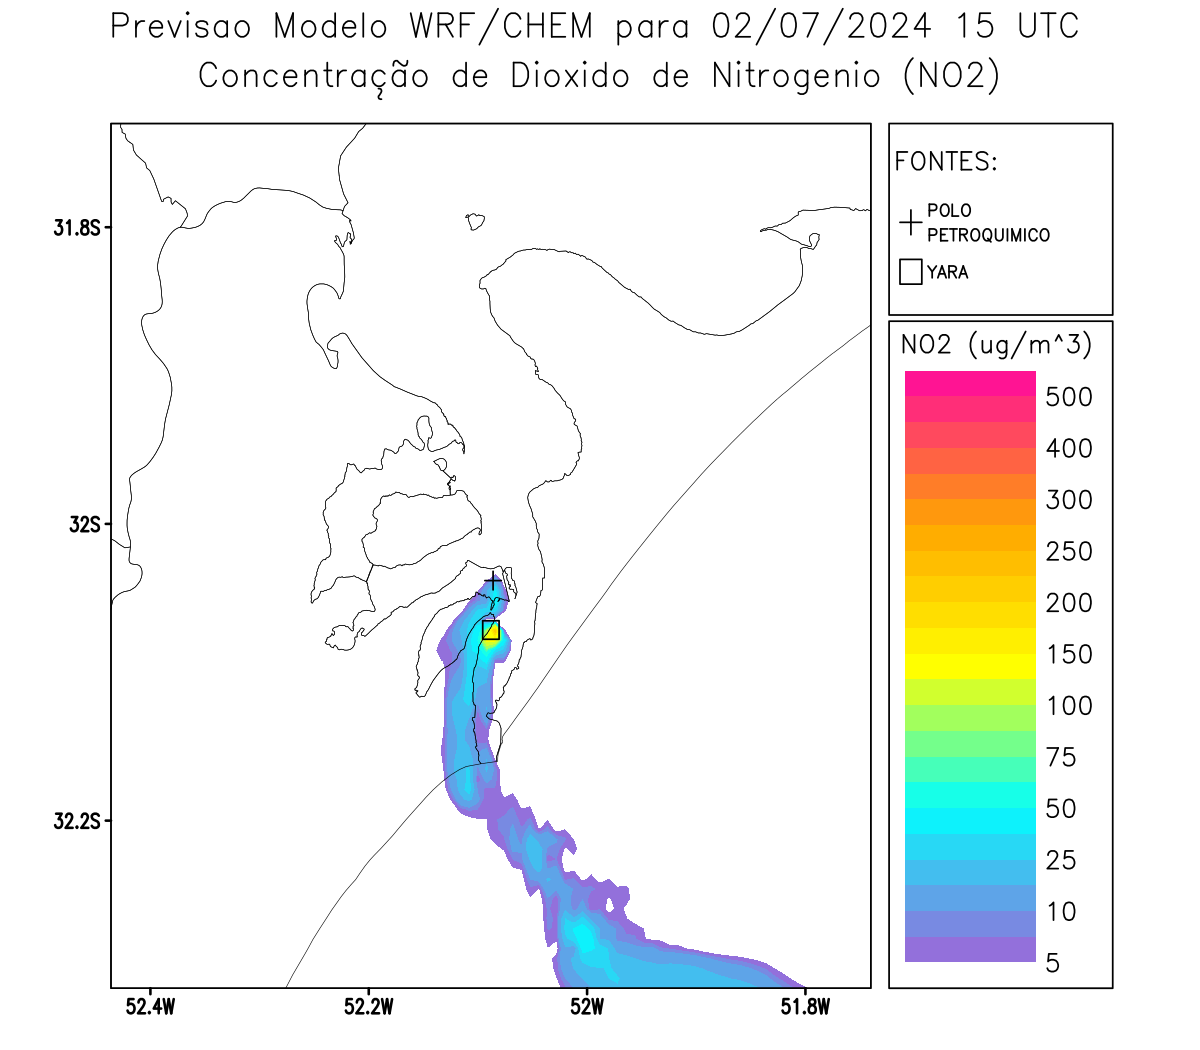 Previsao Modelo WRF/CHEM para 02/07/2024 15 UTC
Concentração de Dioxido de Nitrogenio (NO2)
FONTES:
POLO
PETROQUIMICO
YARA
NO2 (ug/m^3)
500
400
300
250
200
150
100
75
50
25
10
5
31.8S
32S
32.2S
52.4W
52.2W
52W
51.8W